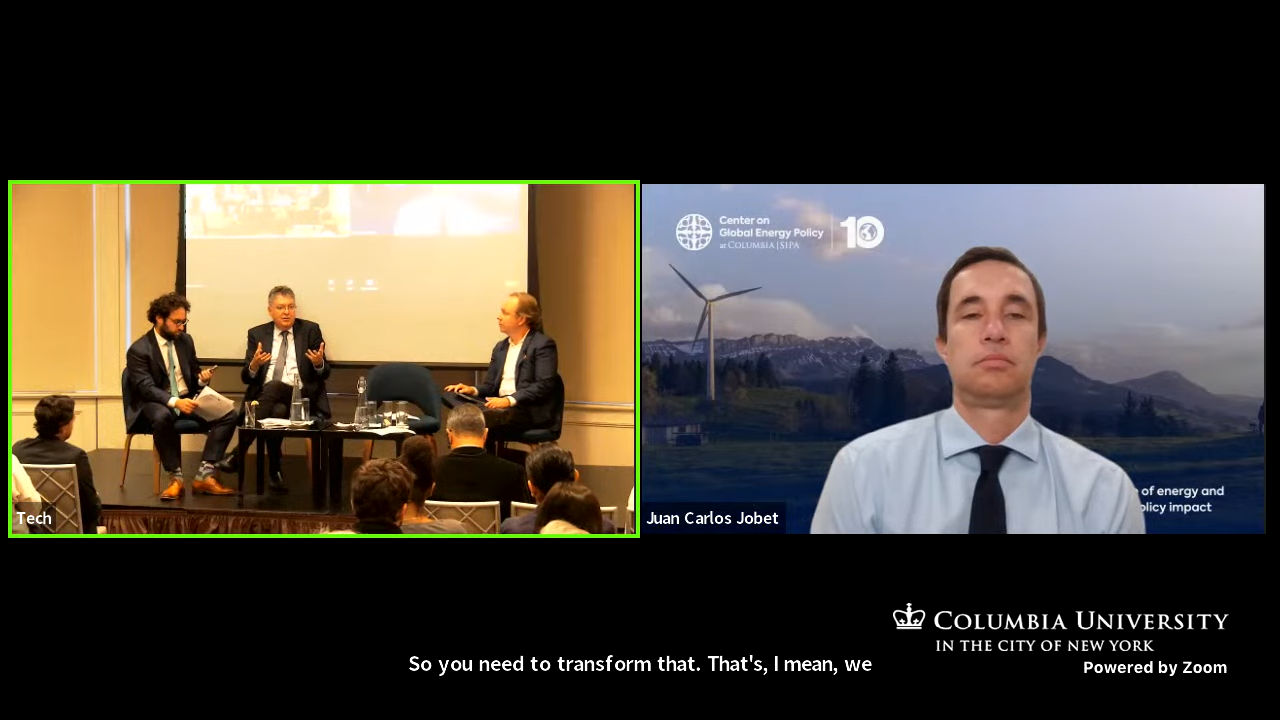 Center on
Global Energy Policy
at COLUMBIA | SIPA
10
of energy and
olicy impact
Tech
Juan Carlos Jobet
COLUMBIA UNIVERSITY
IN THE CITY OF NEW YORK
So you need to transform that. That's, I mean, we
Powered by Zoom